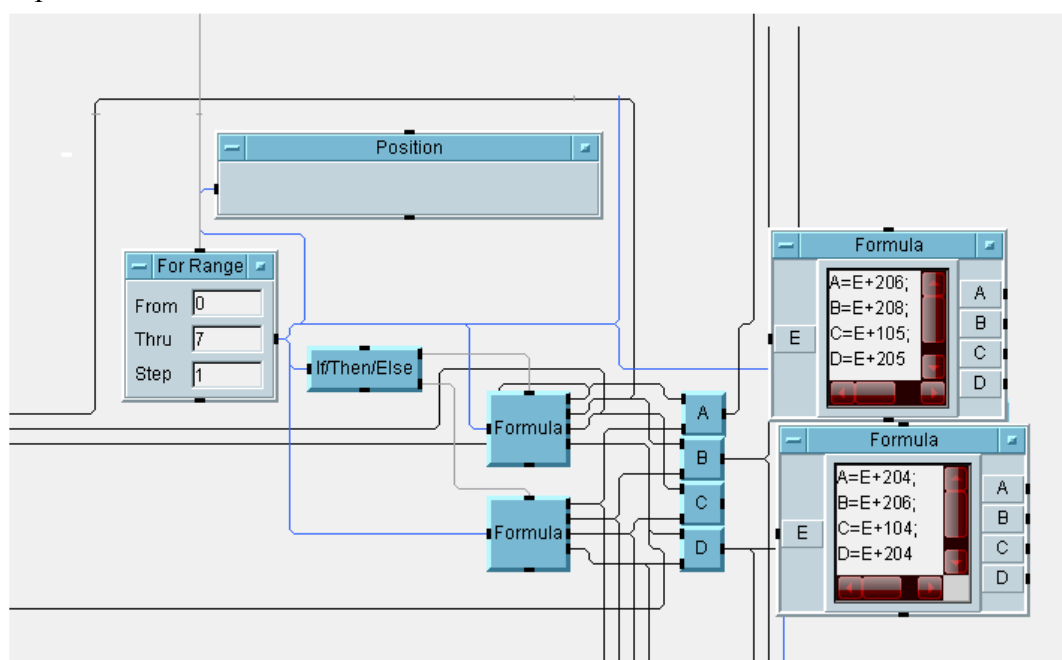 Position
For Range
From 0
Thru 7
Step 1
If/Then/Else
Formula
Formula
A
B
C
D
Formula
E
A=E+206;
B=E+208;
C=E+105;
D=E+205
A
B
C
D
Formula
E
A=E+204;
B=E+206;
C=E+104;
D=E+204
A
B
C
D